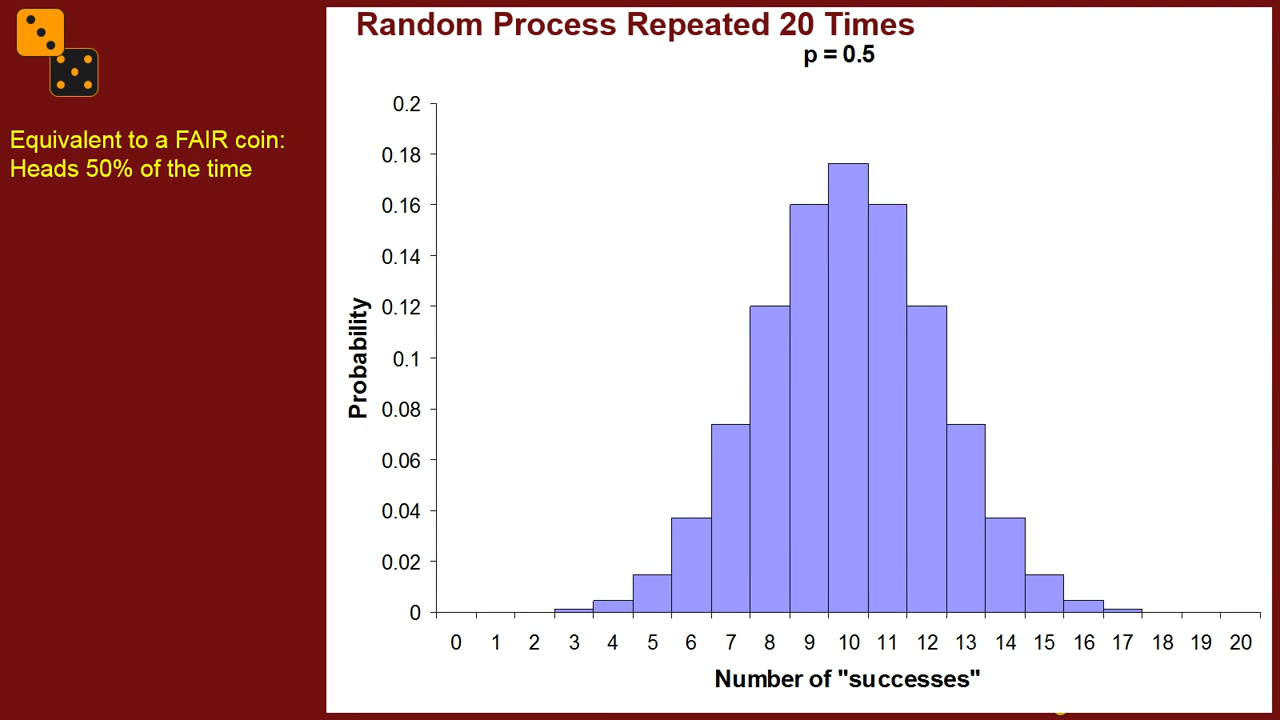 Random Process Repeated 20 Times
p = 0.5
Equivalent to a FAIR coin:
Heads 50% of the time
0.2
0.18
0.16
0.14
0.12
0.1
0.08
0.06
0.04
0.02
0
Probability
0 1 2 3 4 5 6 7 8 9 10 11 12 13 14 15 16 17 18 19 20
Number of "successes"